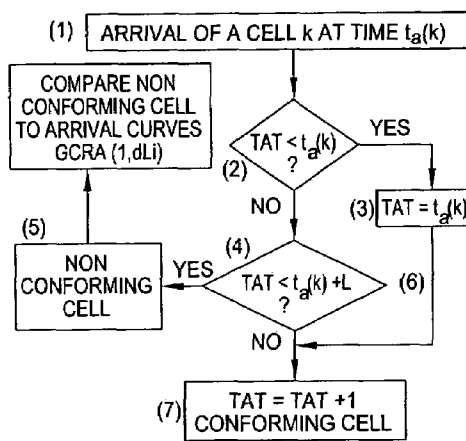 (1)
ARRIVAL OF A CELL k AT TIME ta(k)
COMPARE NON
CONFORMING CELL
TO ARRIVAL CURVES
GCRA (1,dLi)
TAT < ta(k)
?
YES
(2)
NO
(3)
TAT = ta(k)
(5)
NON
CONFORMING
CELL
YES
(4)
TAT < ta(k) +L
?
(6)
NO
(7)
TAT = TAT +1
CONFORMING CELL